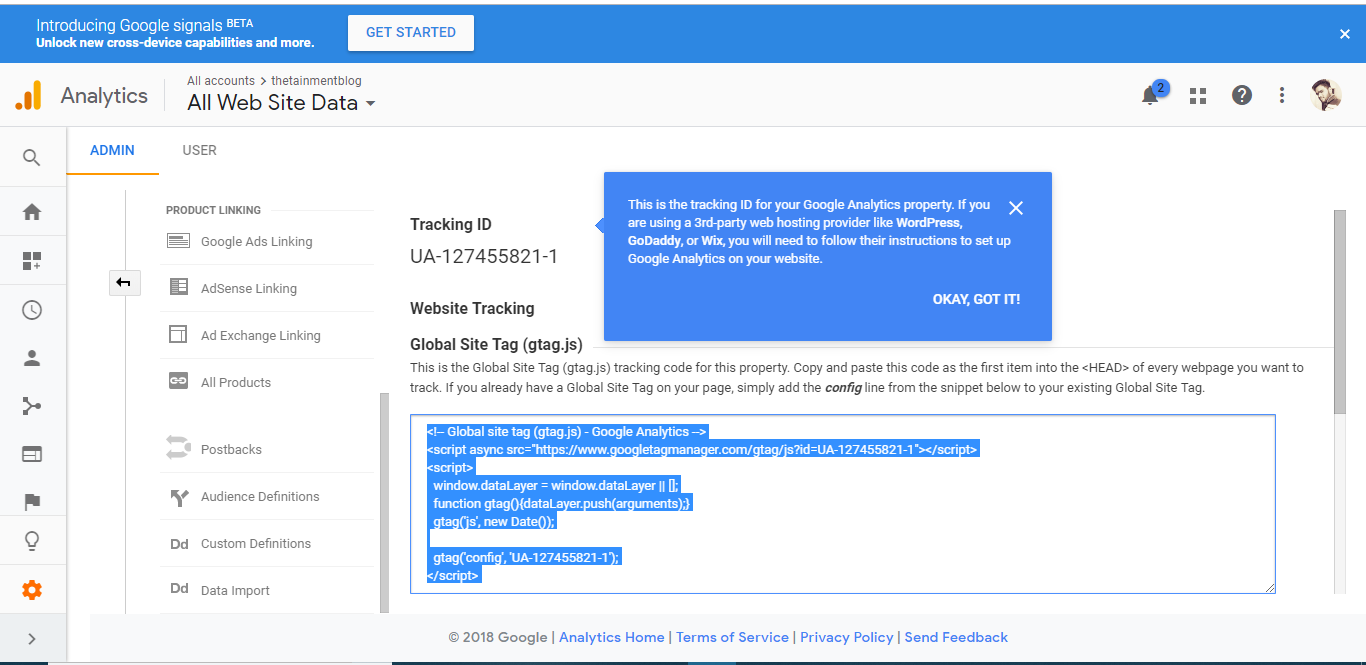 Introducing Google signals BETA
Unlock new cross-device capabilities and more.
GET STARTED
Analytics
All accounts > thetainmentblog
All Web Site Data
2
ADMIN
USER
PRODUCT LINKING
Google Ads Linking
AdSense Linking
Ad Exchange Linking
All Products
Postbacks
Audience Definitions
Dd Custom Definitions
Dd Data Import
Tracking ID
UA-127455821-1
This is the tracking ID for your Google Analytics property. If you
are using a 3rd-party web hosting provider like WordPress,
GoDaddy, or Wix, you will need to follow their instructions to set up
Google Analytics on your website.
OKAY, GOT IT!
Website Tracking
Global Site Tag (gtag.js)
This is the Global Site Tag (gtag.js) tracking code for this property. Copy and paste this code as the first item into the <HEAD> of every webpage you want to
track. If you already have a Global Site Tag on your page, simply add the config line from the snippet below to your existing Global Site Tag.
<!-- Global site tag (gtag.js) - Google Analytics -->
<script async src="https://www.googletagmanager.com/gtag/js?id=UA-127455821-1"></script>
<script>
window.dataLayer = window.dataLayer || [];
function gtag(){dataLayer.push(arguments);}
gtag('js', new Date());
gtag('config', 'UA-127455821-1');
</script>
© 2018 Google | Analytics Home | Terms of Service | Privacy Policy | Send Feedback